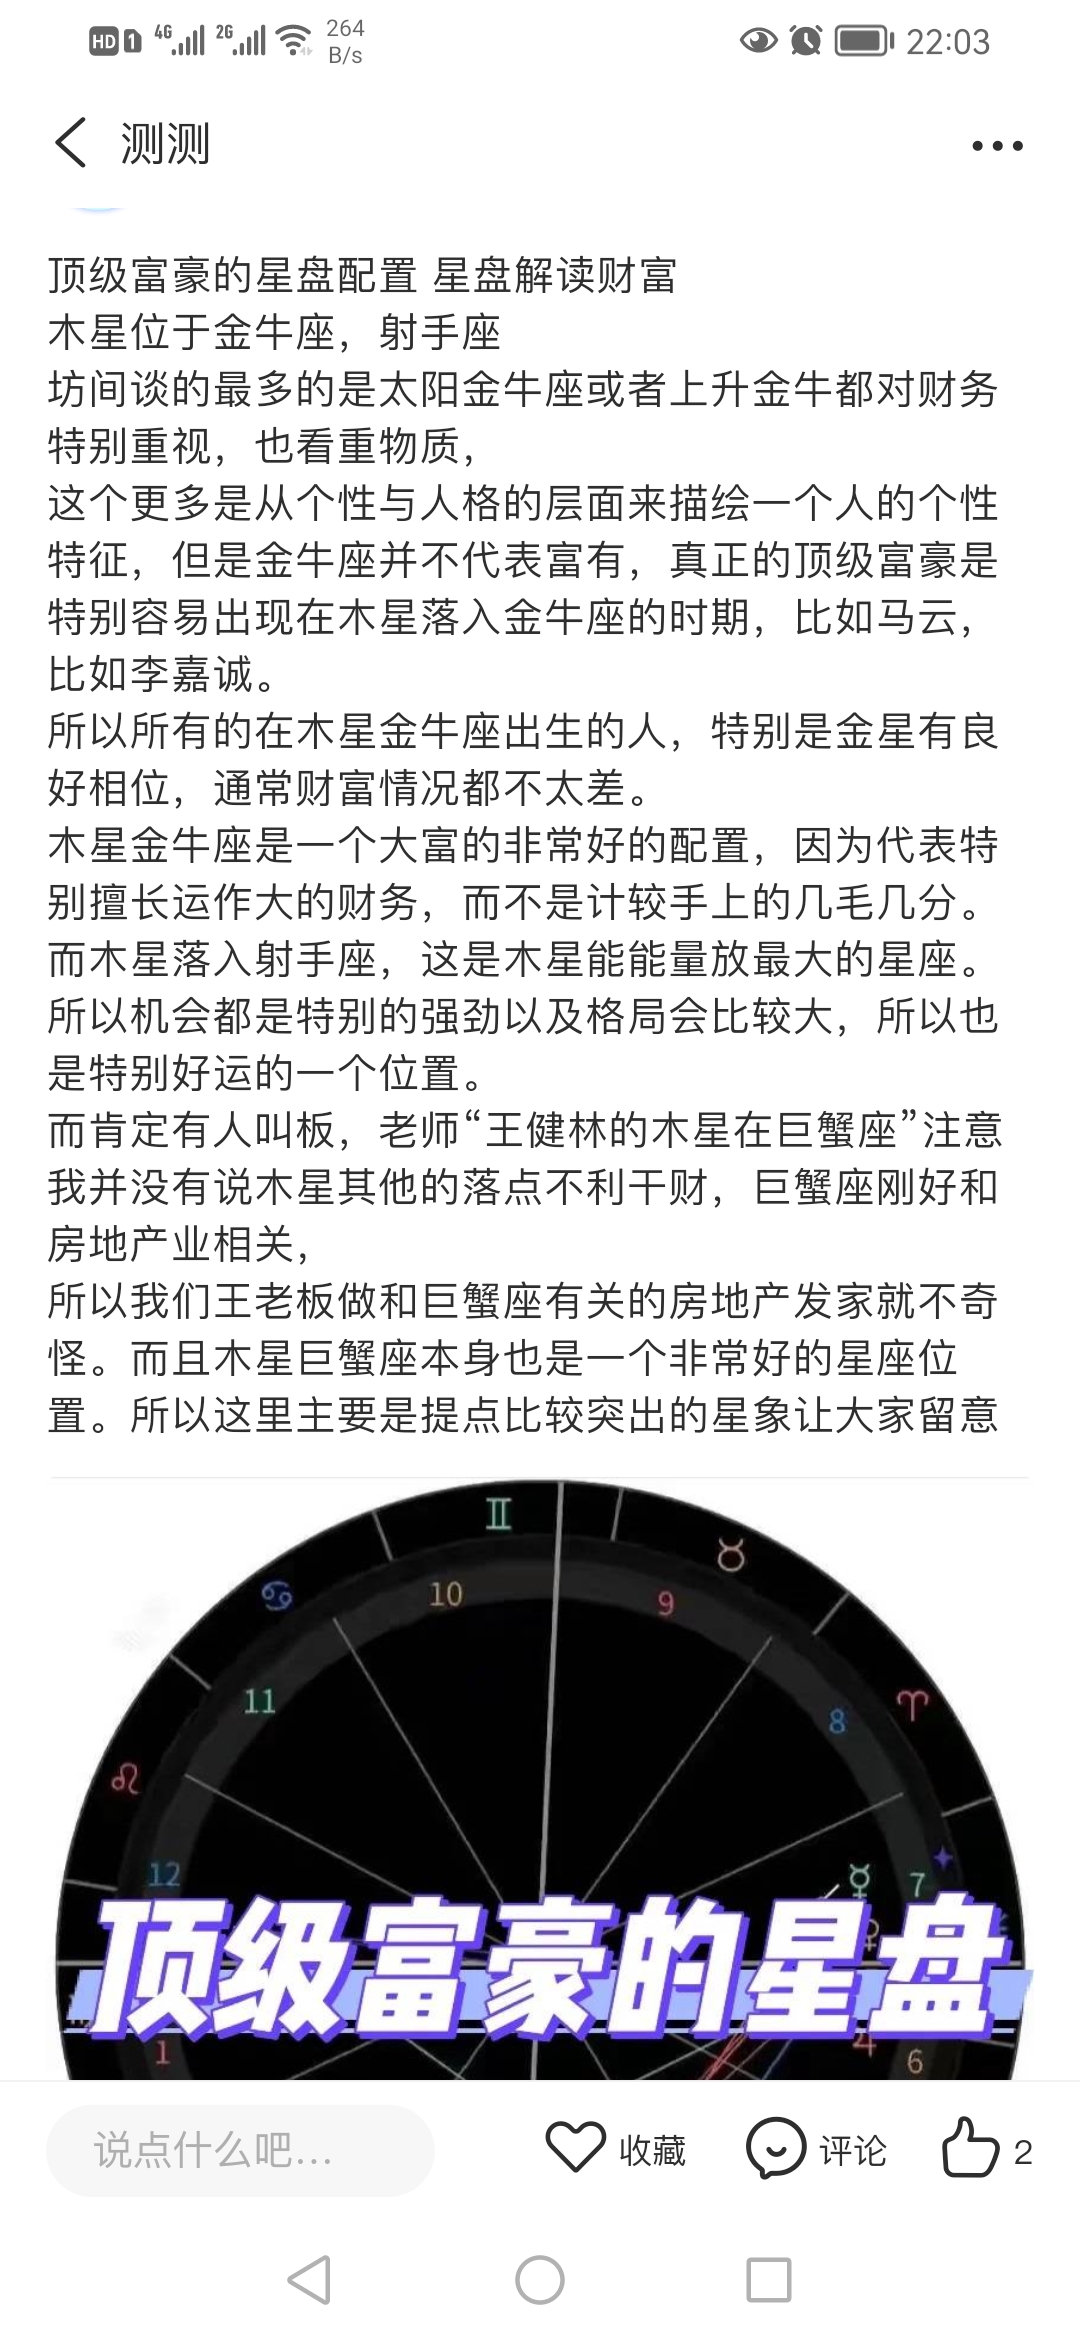 HD 1 4G 2G 264 B/s 22:03
测测
顶级富豪的星盘配置 星盘解读财富
木星位于金牛座，射手座
坊间谈的最多的是太阳金牛座或者上升金牛都对财务
特别重视，也看重物质，
这个更多是从个性与人格的层面来描绘一个人的个性
特征，但是金牛座并不代表富有，真正的顶级富豪是
特别容易出现在木星落入金牛座的时期，比如马云，
比如李嘉诚。
所以所有的在木星金牛座出生的人，特别是金星有良
好相位，通常财富情况都不太差。
木星金牛座是一个大富的非常好的配置，因为代表特
别擅长运作大的财务，而不是计较手上的几毛几分。
而木星落入射手座，这是木星能能量放最大的星座。
所以机会都是特别的强劲以及格局会比较大，所以也
是特别好运的一个位置。
而肯定有人叫板，老师“王健林的木星在巨蟹座”注意
我并没有说木星其他的落点不利干财，巨蟹座刚好和
房地产业相关，
所以我们王老板做和巨蟹座有关的房地产发家就不奇
怪。而且木星巨蟹座本身也是一个非常好的星座位
置。所以这里主要是提点比较突出的星象让大家留意
♊
♉
♋
10
9
11
8
♈
♌
12
☿
7
顶级富豪的星盘
1
♃
6
说点什么吧...
收藏
评论
2